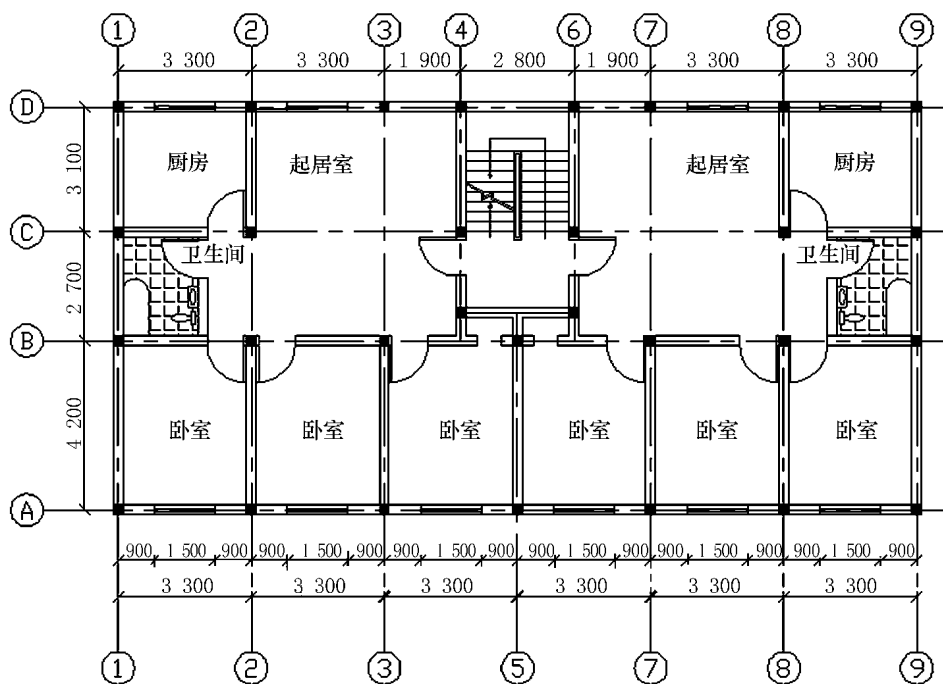 1 2 3 4 6 7 8 9
3 300 3 300 1 900 2 800 1 900 3 300 3 300
D
3 100
厨房 起居室 起居室 厨房
C
卫生间 卫生间
2 700
B
4 200
卧室 卧室 卧室 卧室 卧室 卧室
A
900 1 500 900 900 1 500 900 900 1 500 900 900 1 500 900 900 1 500 900 900 1 500 900
3 300 3 300 3 300 3 300 3 300 3 300
1 2 3 5 7 8 9